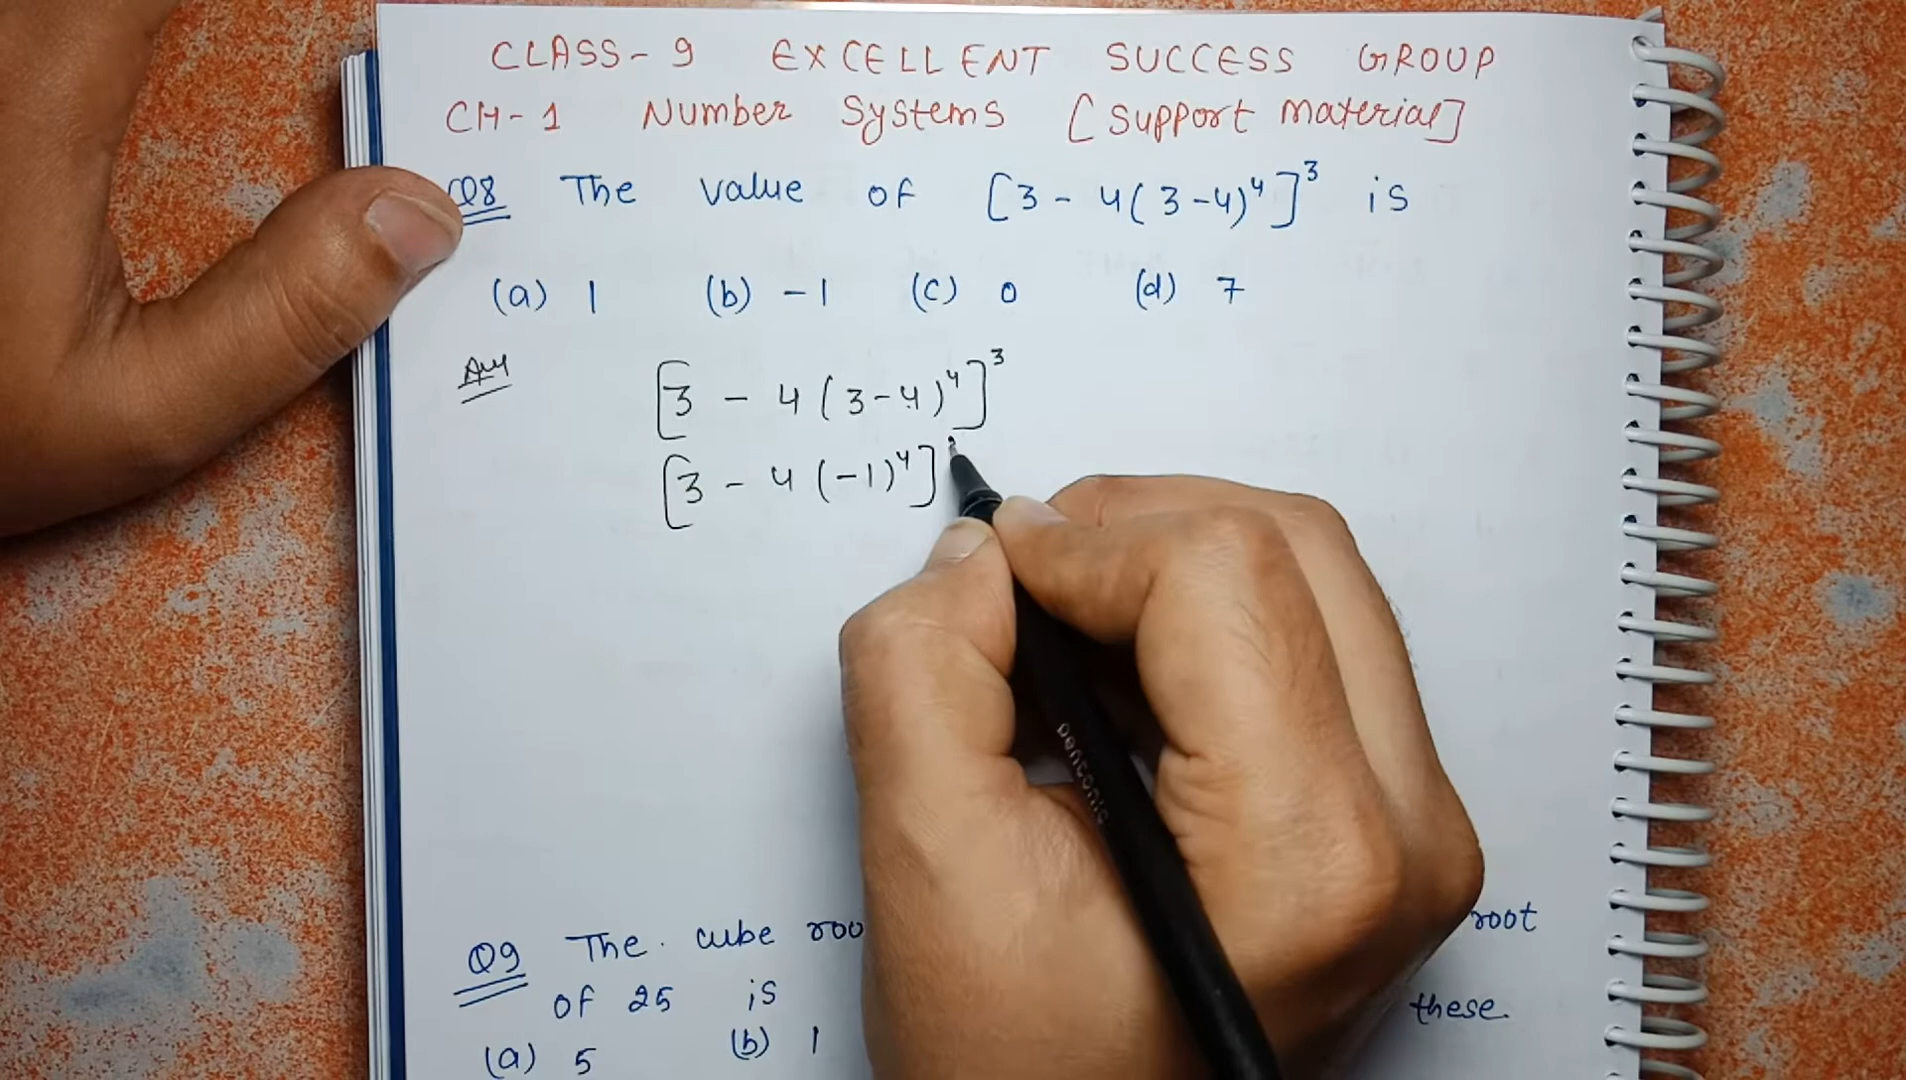 CLASS-9 EXCELLENT SUCCESS GROUP
CH-1 Number Systems [Support Material]
Q8 The value of [3-4(3-4)⁴]³ is
(a) 1 (b) -1 (c) 0 (d) 7
Ans [3 - 4(3-4)⁴]³
[3 - 4(-1)⁴]
Q9 The cube roo root
of 25 is these.
(a) 5 (b) 1
pentonic